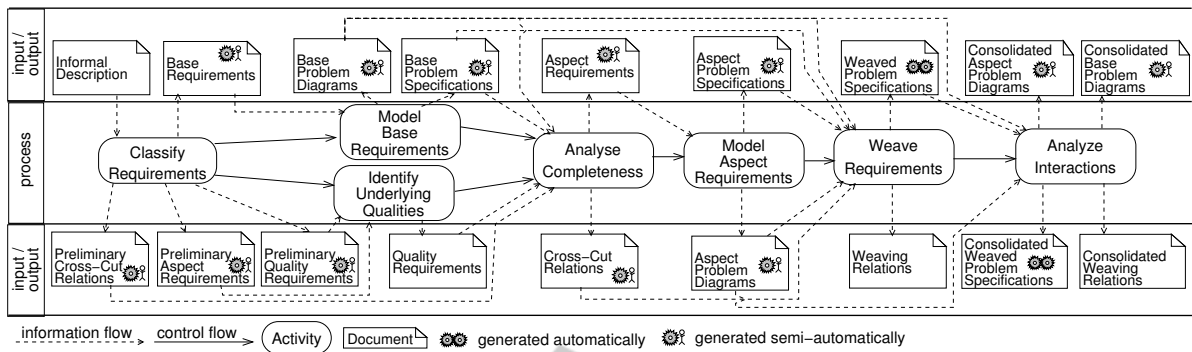 input / output
Informal
Description
Base
Requirements
Base
Problem
Diagrams
Base
Problem
Specifications
Aspect
Requirements
Aspect
Problem
Specifications
Weaved
Problem
Specifications
Consolidated
Aspect
Problem
Diagrams
Consolidated
Base
Problem
Diagrams
process
Classify
Requirements
Model
Base
Requirements
Identify
Underlying
Qualities
Analyse
Completeness
Model
Aspect
Requirements
Weave
Requirements
Analyze
Interactions
input / output
Preliminary
Cross−Cut
Relations
Preliminary
Aspect
Requirements
Preliminary
Quality
Requirements
Quality
Requirements
Cross−Cut
Relations
Aspect
Problem
Diagrams
Weaving
Relations
Consolidated
Weaved
Problem
Specifications
Consolidated
Weaving
Relations
information flow
control flow
Activity
Document
generated automatically
generated semi−automatically